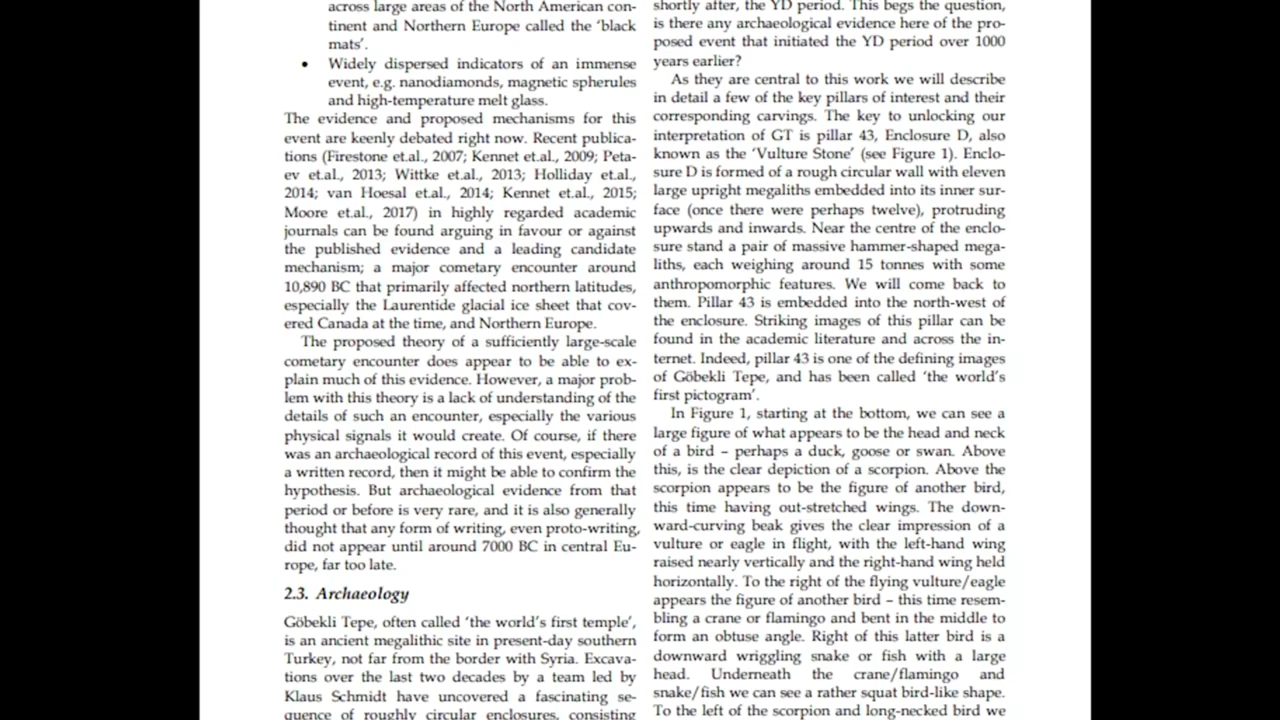 across large areas of the North American con-
tinent and Northern Europe called the ‘black
mats’.
• Widely dispersed indicators of an immense
event, e.g. nanodiamonds, magnetic spherules
and high-temperature melt glass.
The evidence and proposed mechanisms for this
event are keenly debated right now. Recent publica-
tions (Firestone et.al., 2007; Kennet et.al., 2009; Peta-
ev et.al., 2013; Wittke et.al., 2013; Holliday et.al.,
2014; van Hoesal et.al., 2014; Kennet et.al., 2015;
Moore et.al., 2017) in highly regarded academic
journals can be found arguing in favour or against
the published evidence and a leading candidate
mechanism; a major cometary encounter around
10,890 BC that primarily affected northern latitudes,
especially the Laurentide glacial ice sheet that cov-
ered Canada at the time, and Northern Europe.
The proposed theory of a sufficiently large-scale
cometary encounter does appear to be able to ex-
plain much of this evidence. However, a major prob-
lem with this theory is a lack of understanding of the
details of such an encounter, especially the various
physical signals it would create. Of course, if there
was an archaeological record of this event, especially
a written record, then it might be able to confirm the
hypothesis. But archaeological evidence from that
period or before is very rare, and it is also generally
thought that any form of writing, even proto-writing,
did not appear until around 7000 BC in central Eu-
rope, far too late.
2.3. Archaeology
Göbekli Tepe, often called ‘the world’s first temple’,
is an ancient megalithic site in present-day southern
Turkey, not far from the border with Syria. Excava-
tions over the last two decades by a team led by
Klaus Schmidt have uncovered a fascinating se-
quence of roughly circular enclosures, consisting
shortly after, the YD period. This begs the question,
is there any archaeological evidence here of the pro-
posed event that initiated the YD period over 1000
years earlier?
As they are central to this work we will describe
in detail a few of the key pillars of interest and their
corresponding carvings. The key to unlocking our
interpretation of GT is pillar 43, Enclosure D, also
known as the ‘Vulture Stone’ (see Figure 1). Enclo-
sure D is formed of a rough circular wall with eleven
large upright megaliths embedded into its inner sur-
face (once there were perhaps twelve), protruding
upwards and inwards. Near the centre of the enclo-
sure stand a pair of massive hammer-shaped mega-
liths, each weighing around 15 tonnes with some
anthropomorphic features. We will come back to
them. Pillar 43 is embedded into the north-west of
the enclosure. Striking images of this pillar can be
found in the academic literature and across the in-
ternet. Indeed, pillar 43 is one of the defining images
of Göbekli Tepe, and has been called ‘the world’s
first pictogram’.
In Figure 1, starting at the bottom, we can see a
large figure of what appears to be the head and neck
of a bird – perhaps a duck, goose or swan. Above
this, is the clear depiction of a scorpion. Above the
scorpion appears to be the figure of another bird,
this time having out-stretched wings. The down-
ward-curving beak gives the clear impression of a
vulture or eagle in flight, with the left-hand wing
raised nearly vertically and the right-hand wing held
horizontally. To the right of the flying vulture/eagle
appears the figure of another bird – this time resem-
bling a crane or flamingo and bent in the middle to
form an obtuse angle. Right of this latter bird is a
downward wriggling snake or fish with a large
head. Underneath the crane/flamingo and
snake/fish we can see a rather squat bird-like shape.
To the left of the scorpion and long-necked bird we